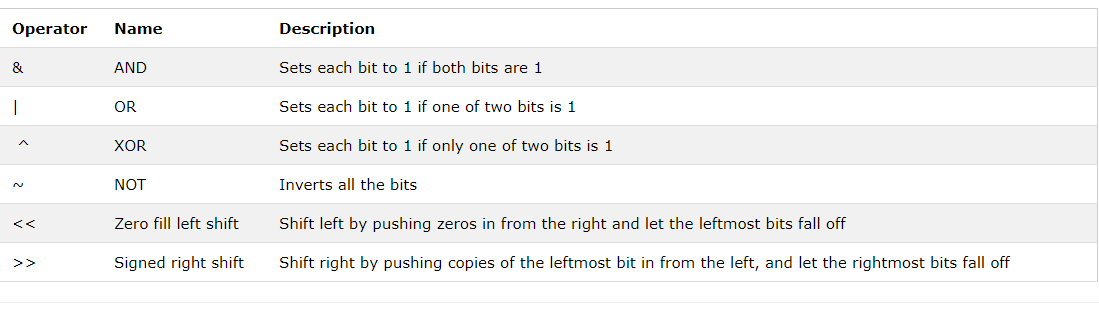 Operator Name Description
& AND Sets each bit to 1 if both bits are 1
| OR Sets each bit to 1 if one of two bits is 1
^ XOR Sets each bit to 1 if only one of two bits is 1
~ NOT Inverts all the bits
<< Zero fill left shift Shift left by pushing zeros in from the right and let the leftmost bits fall off
>> Signed right shift Shift right by pushing copies of the leftmost bit in from the left, and let the rightmost bits fall off